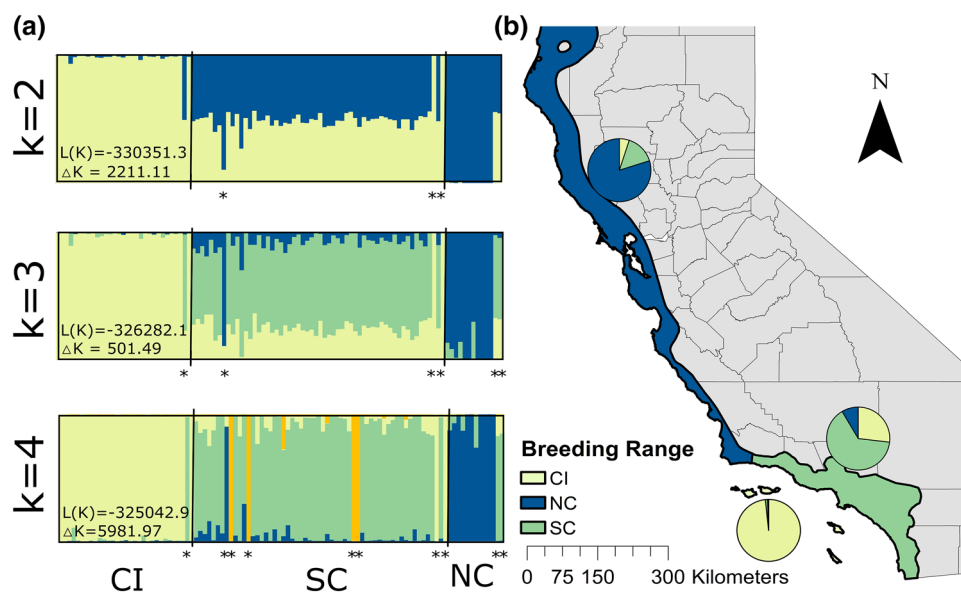 (a)
k=2
L(K)=-330351.3
△K = 2211.11
*
**
k=3
L(K)=-326282.1
△K = 501.49
*
*
**
**
k=4
L(K)=-325042.9
△K=5981.97
*
**
*
**
**
**
CI
SC
NC
(b)
N
Breeding Range
CI
NC
SC
0 75 150 300 Kilometers